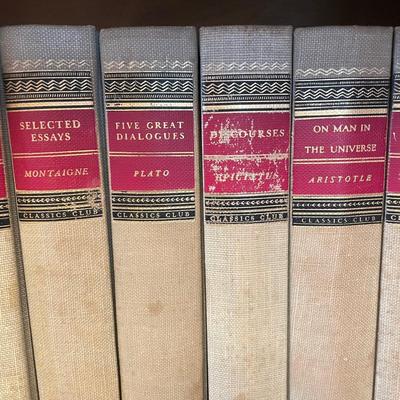 SELECTED
ESSAYS
MONTAIGNE
CLASSICS CLUB
FIVE GREAT
DIALOGUES
PLATO
CLASSICS CLUB
DISCOURSES
EPICTETUS
CLASSICS CLUB
ON MAN IN
THE UNIVERSE
ARISTOTLE
CLASSICS CLUB